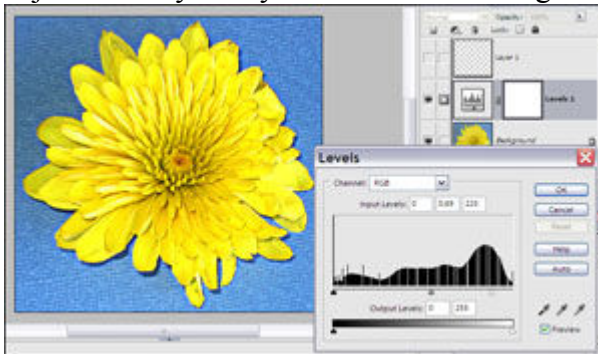 Opacity:
Lock:
Layer 1
Levels 1
Background
Levels
Channel: RGB
Input Levels: 0 0.69 220
Output Levels: 0 255
OK
Cancel
Reset
Help
Auto
Preview